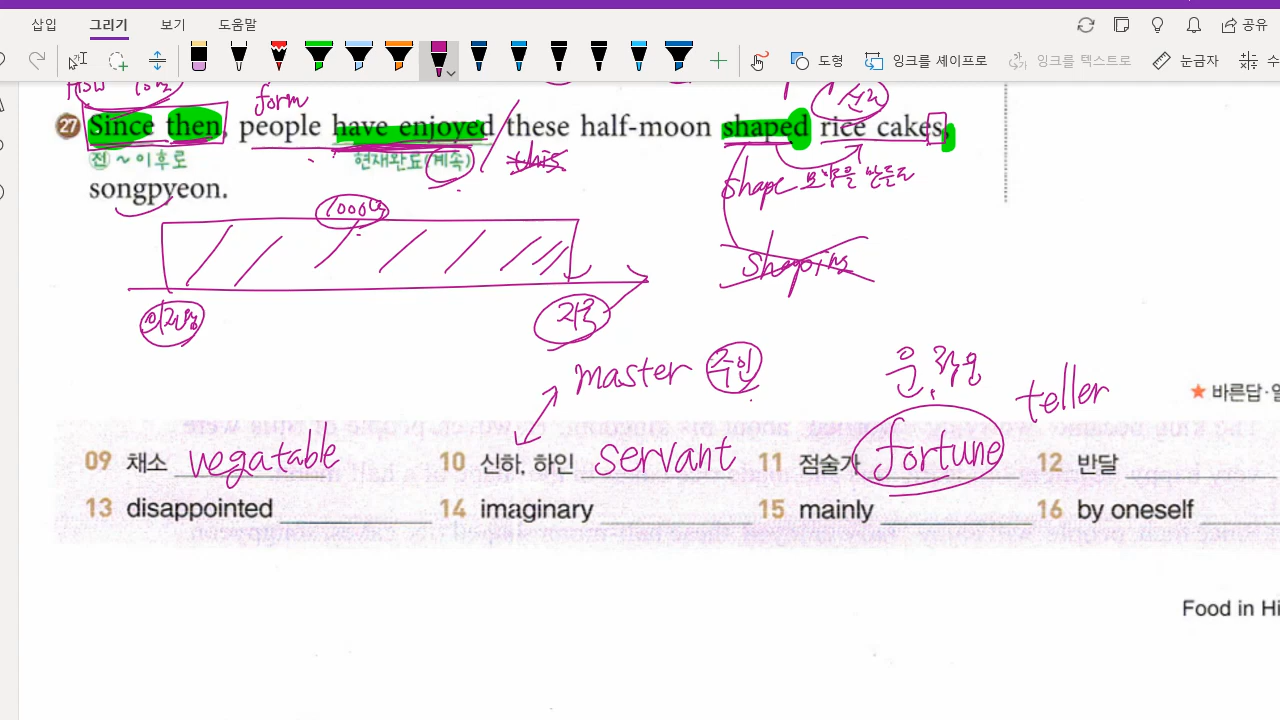 삽입 그리기 보기 도움말
공유
도형 잉크를 셰이프로 잉크를 텍스트로 눈금자 수
form
27 Since then, people have enjoyed these half-moon shaped rice cakes,
전 ~ 이후로 현재완료(계속) this
shape 모양을 만들다
songpyeon.
1000년
shaping
지금
master 주인
운, 행운
teller
★ 바른답·알
09 채소 vegatable 10 신하, 하인 servant 11 점술가 fortune 12 반달
13 disappointed 14 imaginary 15 mainly 16 by oneself
Food in Hi